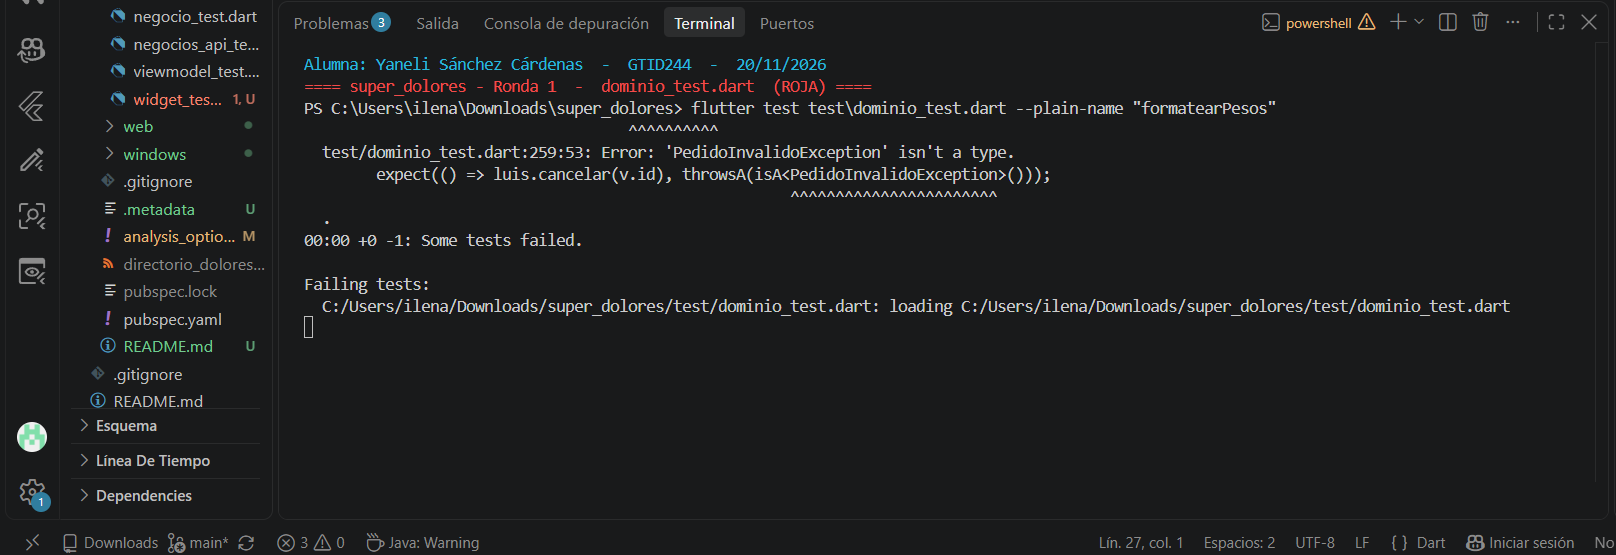 negocio_test.dart
negocios_api_te...
viewmodel_test....
widget_tes... 1, U
web
windows
.gitignore
.metadata U
analysis_optio... M
directorio_dolores...
pubspec.lock
pubspec.yaml
README.md U
.gitignore
README.md
Esquema
Línea De Tiempo
Dependencies
1
Problemas 3 Salida Consola de depuración Terminal Puertos
powershell
Alumna: Yaneli Sánchez Cárdenas - GTID244 - 20/11/2026
==== super_dolores - Ronda 1 - dominio_test.dart (ROJA) ====
PS C:\Users\ilena\Downloads\super_dolores> flutter test test\dominio_test.dart --plain-name "formatearPesos"
^^^^^^^^^^
test/dominio_test.dart:259:53: Error: 'PedidoInvalidoException' isn't a type.
expect(() => luis.cancelar(v.id), throwsA(isA<PedidoInvalidoException>()));
^^^^^^^^^^^^^^^^^^^^^^^
.
00:00 +0 -1: Some tests failed.
Failing tests:
C:/Users/ilena/Downloads/super_dolores/test/dominio_test.dart: loading C:/Users/ilena/Downloads/super_dolores/test/dominio_test.dart
Downloads main* 3 0 Java: Warning Lín. 27, col. 1 Espacios: 2 UTF-8 LF { } Dart Iniciar sesión No